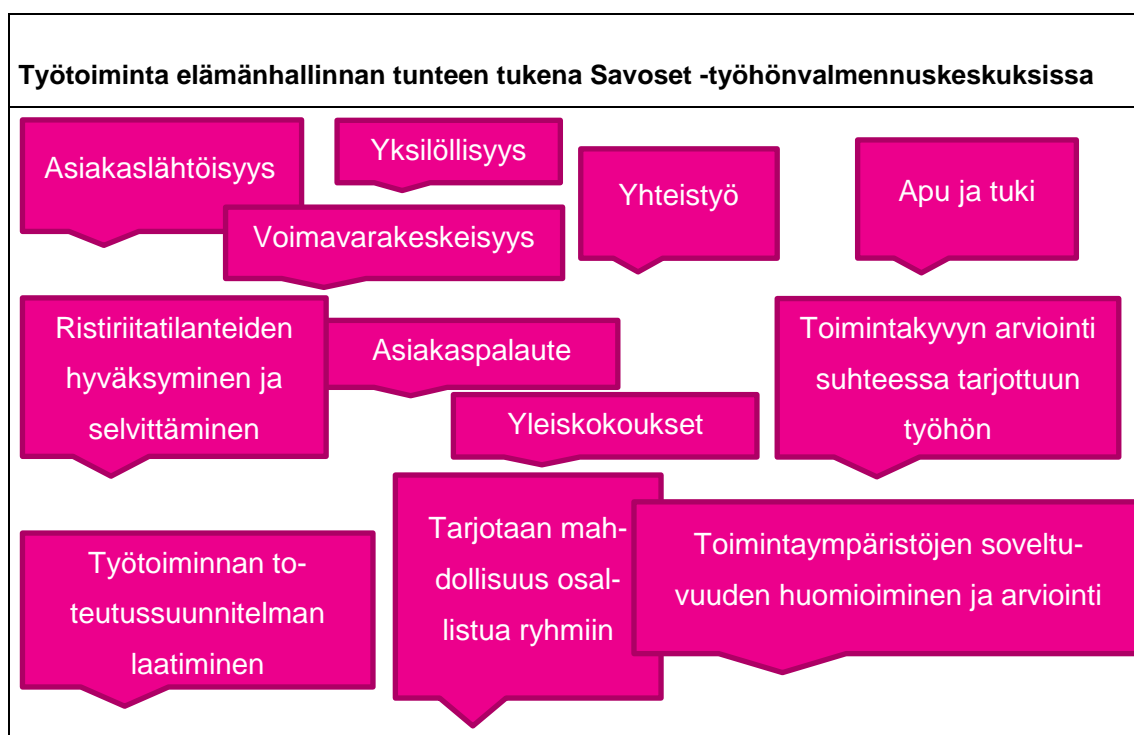 Työtoiminta elämänhallinnan tunteen tukena Savoset -työhönvalmennuskeskuksissa
Asiakaslähtöisyys
Yksilöllisyys
Yhteistyö
Apu ja tuki
Voimavarakeskeisyys
Ristiriitatilanteiden
hyväksyminen ja
selvittäminen
Asiakaspalaute
Yleiskokoukset
Toimintakyvyn arviointi
suhteessa tarjottuun
työhön
Työtoiminnan to-
teutussuunnitelman
laatiminen
Tarjotaan mah-
dollisuus osal-
listua ryhmiin
Toimintaympäristöjen soveltu-
vuuden huomioiminen ja arviointi